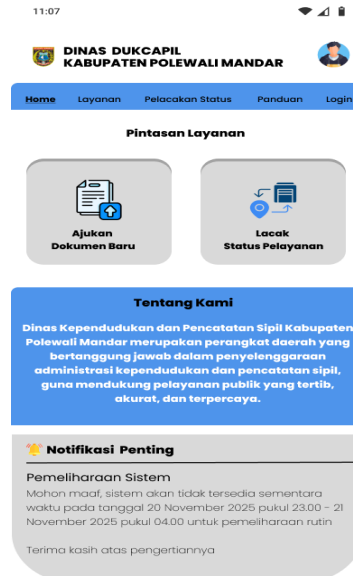 11:07
DINAS DUKCAPIL
KABUPATEN POLEWALI MANDAR
Home Layanan Pelacakan Status Panduan Login
Pintasan Layanan
Ajukan
Dokumen Baru
Lacak
Status Pelayanan
Tentang Kami
Dinas Kependudukan dan Pencatatan Sipil Kabupaten
Polewali Mandar merupakan perangkat daerah yang
bertanggung jawab dalam penyelenggaraan
administrasi kependudukan dan pencatatan sipil,
guna mendukung pelayanan publik yang tertib,
akurat, dan terpercaya.
Notifikasi Penting
Pemeliharaan Sistem
Mohon maaf, sistem akan tidak tersedia sementara
waktu pada tanggal 20 November 2025 pukul 23.00 - 21
November 2025 pukul 04.00 untuk pemeliharaan rutin
Terima kasih atas pengertiannya